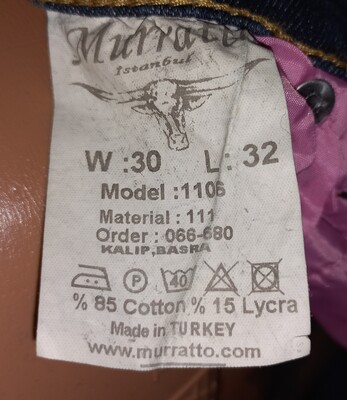 Murratto
Istanbul
W :30 L: 32
Model :1106
Material : 111
Order : 066-680
KALIP,BASRA
P 40
% 85 Cotton % 15 Lycra
Made in TURKEY
www.murratto.com